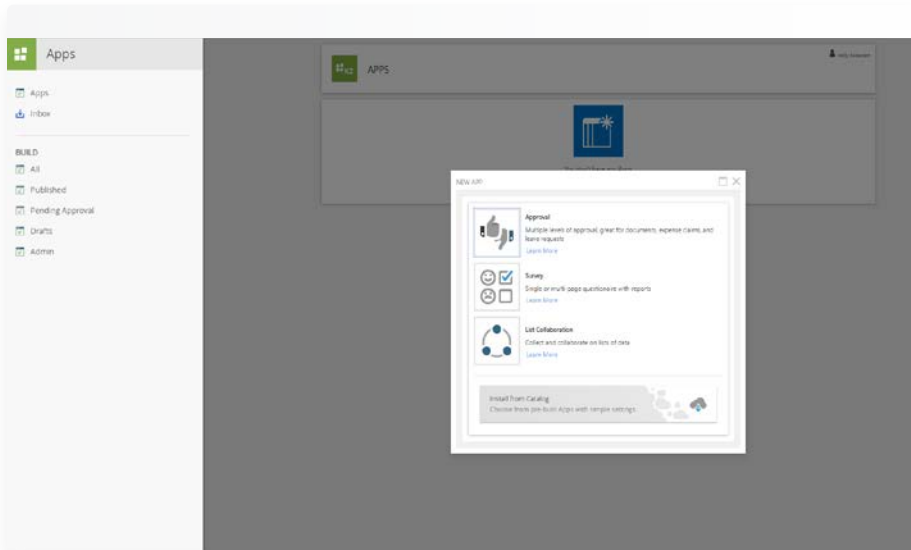 Apps
Apps
Inbox
BUILD
All
Published
Pending Approval
Drafts
Admin
K2
APPS
NEW APP
Approval
Multiple levels of approval, great for documents, expense claims, and
leave requests
Learn More
Survey
Single or multi page questionaire with reports
Learn More
List Collaboration
Collect and collaborate on lists of data
Learn More
Install from Catalog
Choose from pre-built Apps with simple settings.